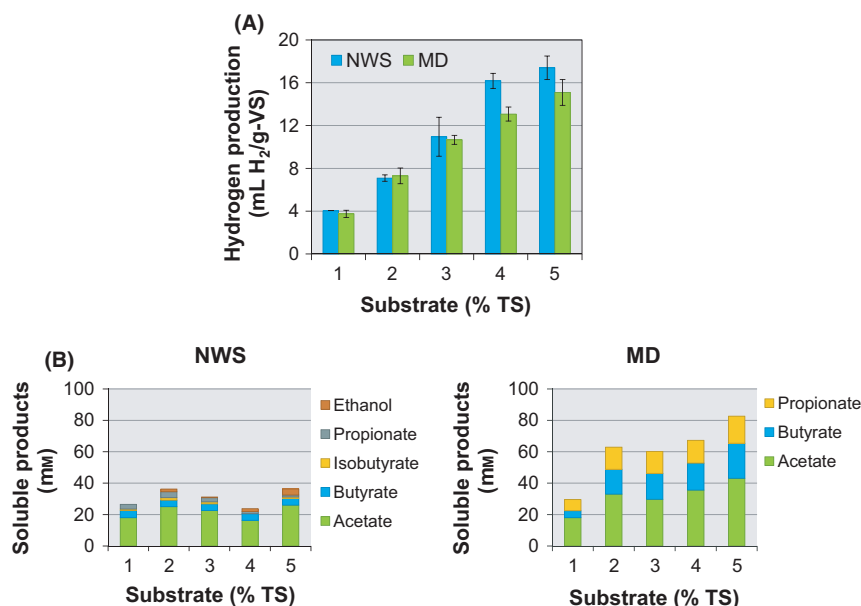 (A)
20
16
12
8
4
0
Hydrogen production
(mL H₂/g-VS)
NWS MD
1 2 3 4 5
Substrate (% TS)
(B)
NWS
100
80
60
40
20
0
Soluble products
(mM)
1 2 3 4 5
Substrate (% TS)
Ethanol
Propionate
Isobutyrate
Butyrate
Acetate
MD
100
80
60
40
20
0
Soluble products
(mM)
1 2 3 4 5
Substrate (% TS)
Propionate
Butyrate
Acetate